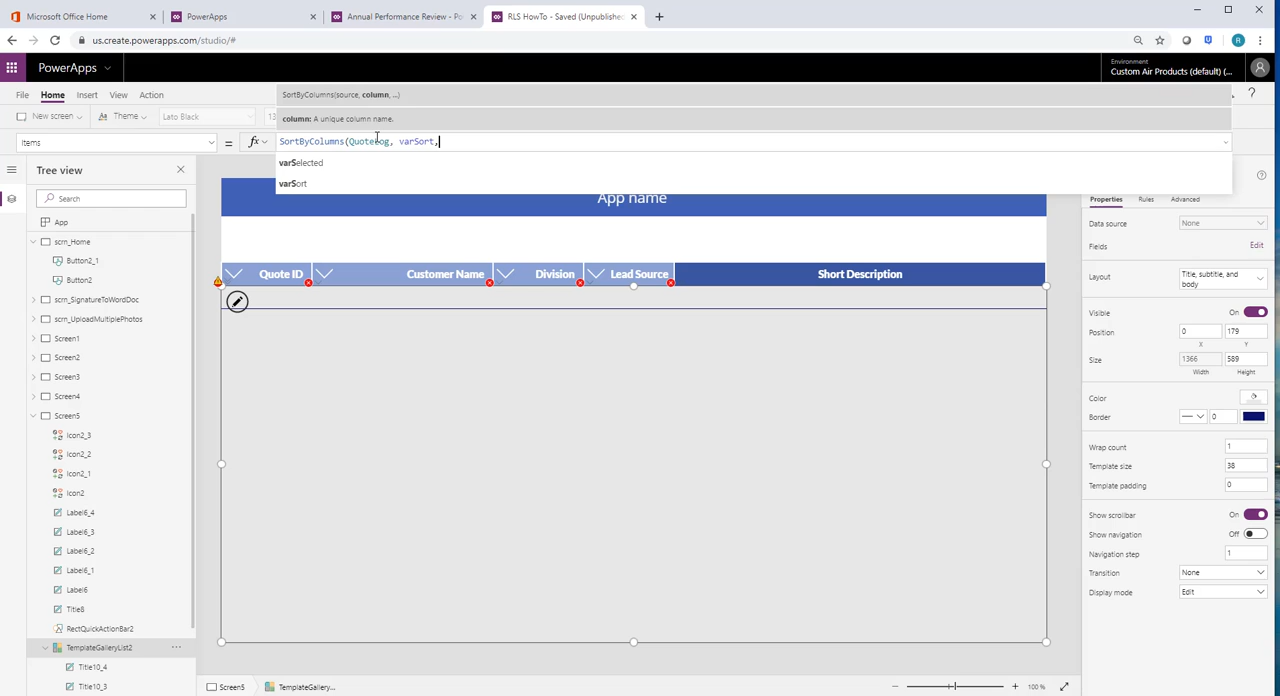 Microsoft Office Home
PowerApps
Annual Performance Review - Po
RLS HowTo - Saved (Unpublished)
us.create.powerapps.com/studio/#
PowerApps
Environment
Custom Air Products (default) (...
File Home Insert View Action
New screen Theme Lato Black 13
SortByColumns(source, column, ...)
column: A unique column name.
Items = fx SortByColumns(QuoteLog, varSort,
varSelected
varSort
Tree view
Search
App
scrn_Home
Button2_1
Button2
scrn_SignatureToWordDoc
scrn_UploadMultiplePhotos
Screen1
Screen2
Screen3
Screen4
Screen5
Icon2_3
Icon2_2
Icon2_1
Icon2
Label6_4
Label6_3
Label6_2
Label6_1
Label6
Title8
RectQuickActionBar2
TemplateGalleryList2
Title10_4
Title10_3
App name
Quote ID Customer Name Division Lead Source Short Description
Screen5 TemplateGallery...
100 %
Properties Rules Advanced
Data source None
Fields Edit
Layout Title, subtitle, and body
Visible On
Position 0 179
X Y
Size 1366 589
Width Height
Color
Border 0
Wrap count 1
Template size 38
Template padding 0
Show scrollbar On
Show navigation Off
Navigation step 1
Transition None
Display mode Edit